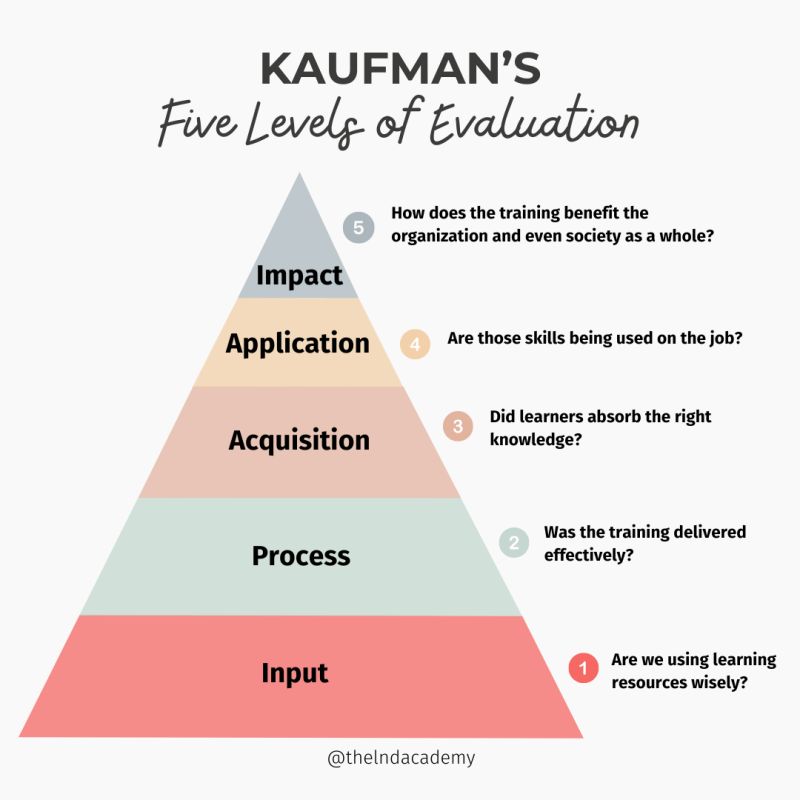 KAUFMAN'S
Five Levels of Evaluation
5
How does the training benefit the
organization and even society as a whole?
Impact
Application
4
Are those skills being used on the job?
Acquisition
3
Did learners absorb the right
knowledge?
Process
2
Was the training delivered
effectively?
Input
1
Are we using learning
resources wisely?
@thelndacademy